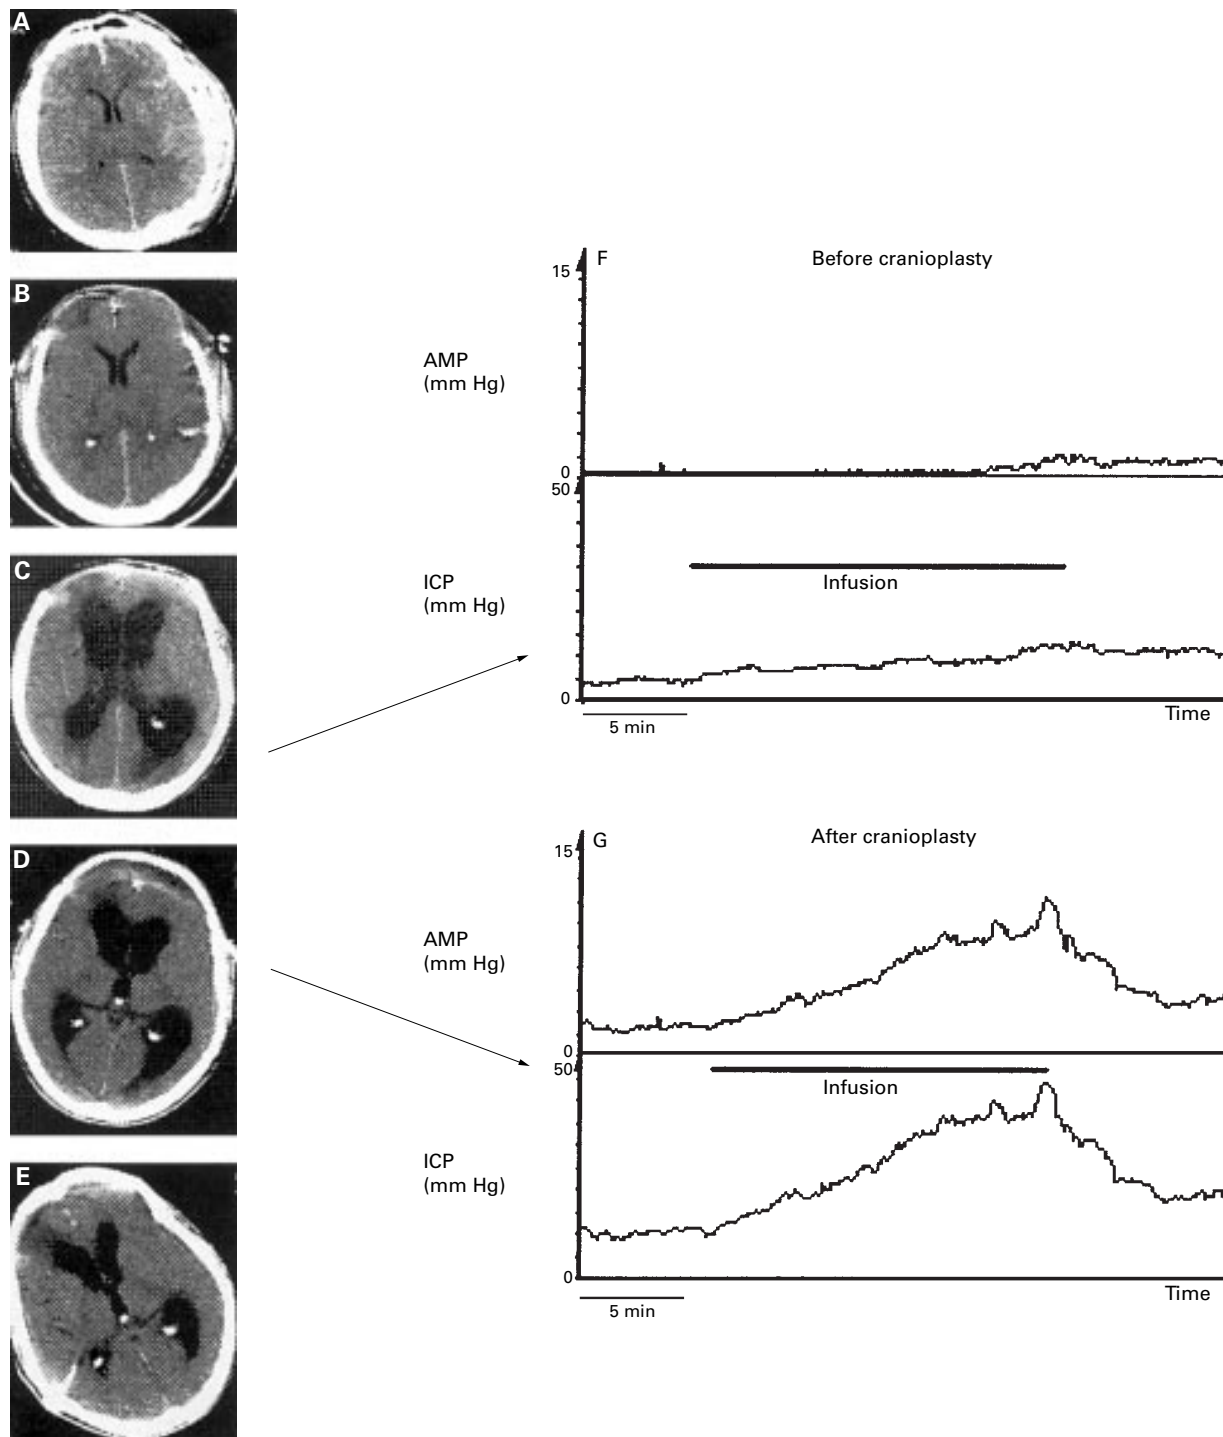 A
B
C
D
E
F
Before cranioplasty
15
AMP
(mm Hg)
0
50
ICP
(mm Hg)
Infusion
0
Time
5 min
G
After cranioplasty
15
AMP
(mm Hg)
0
50
Infusion
ICP
(mm Hg)
0
Time
5 min